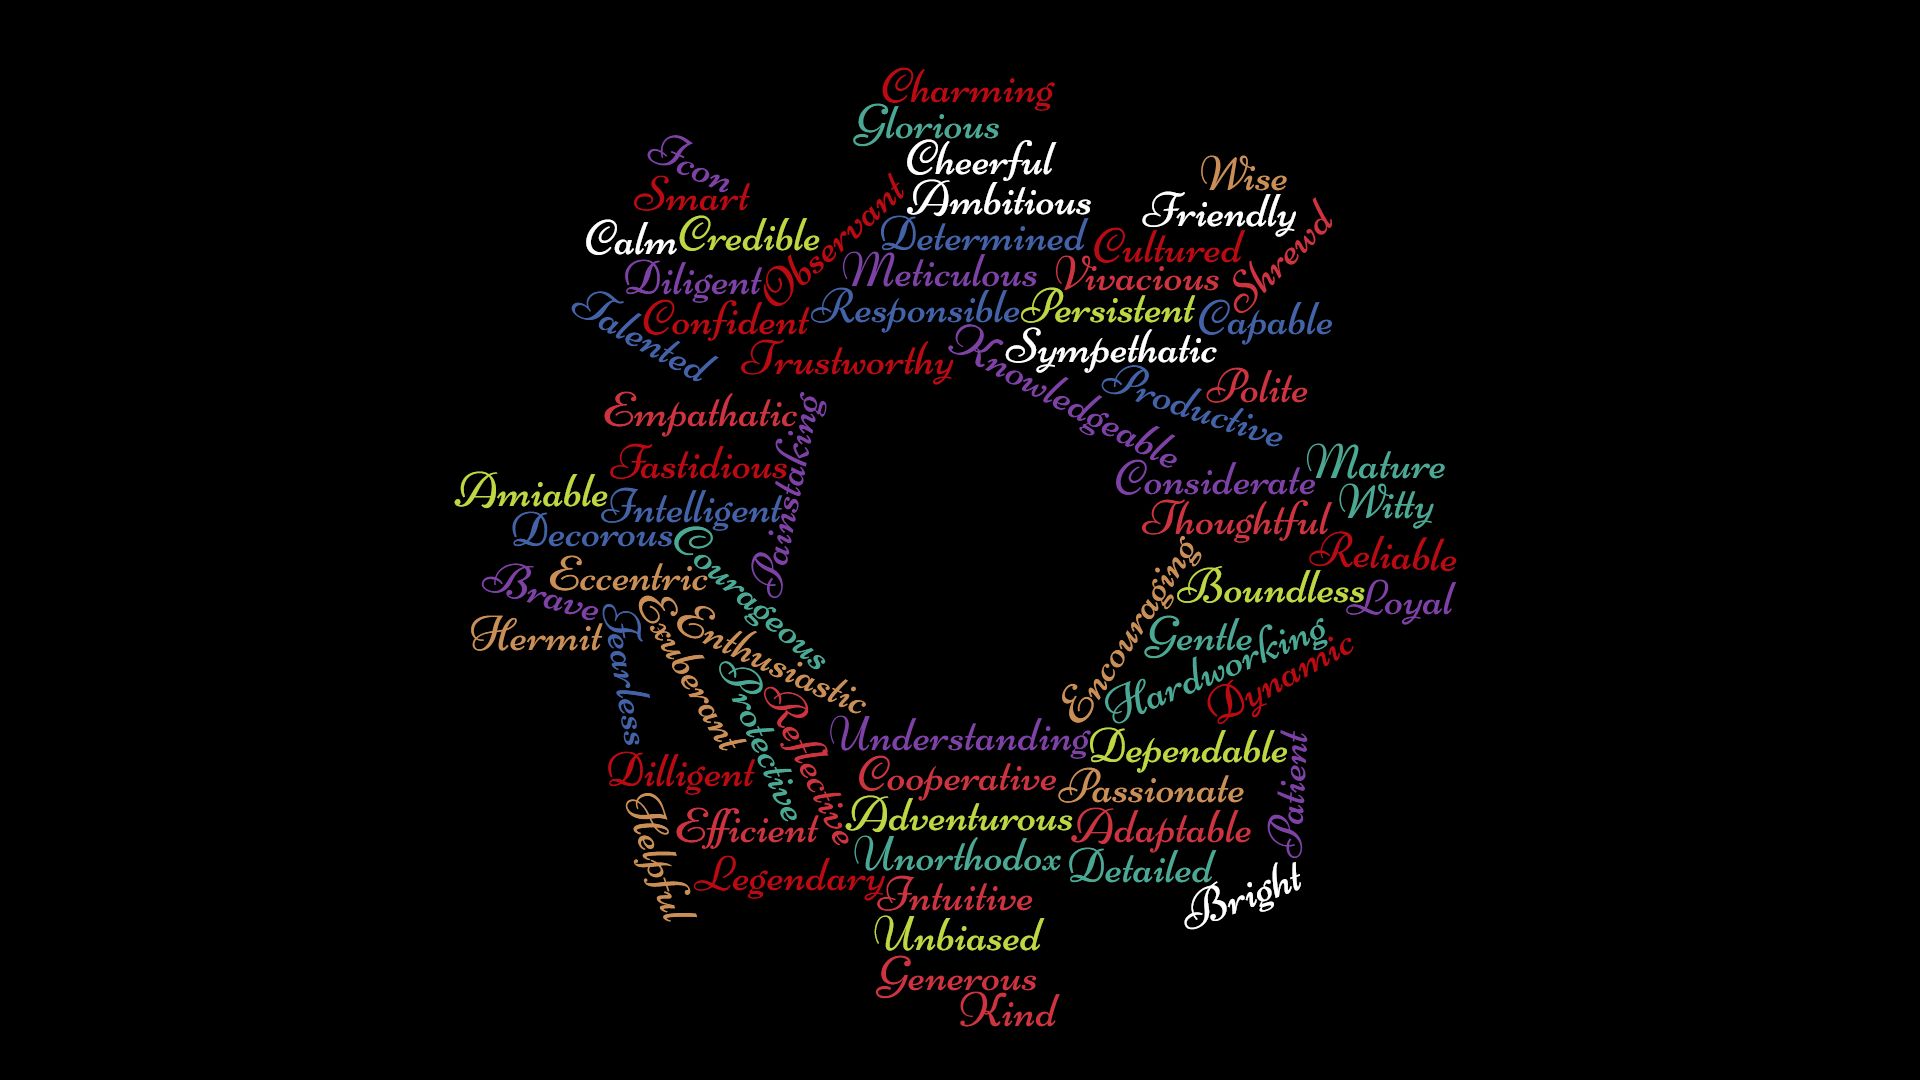 Charming
Glorious
Icon
Cheerful
Wise
Smart
Ambitious
Friendly
Calm
Credible
Observant
Determined
Cultured
Shrewd
Diligent
Meticulous
Vivacious
Talented
Confident
Responsible
Persistent
Capable
Trustworthy
Knowledgeable
Sympethatic
Productive
Polite
Empathatic
Painstaking
Fastidious
Considerate
Mature
Amiable
Intelligent
Thoughtful
Witty
Decorous
Courageous
Reliable
Brave
Eccentric
Encouraging
Boundless
Loyal
Hermit
Fearless
Exuberant
Enthusiastic
Gentle
Hardworking
Dynamic
Protective
Reflective
Understanding
Dependable
Patient
Dilligent
Cooperative
Passionate
Helpful
Efficient
Adventurous
Adaptable
Legendary
Unorthodox
Detailed
Bright
Intuitive
Unbiased
Generous
Kind